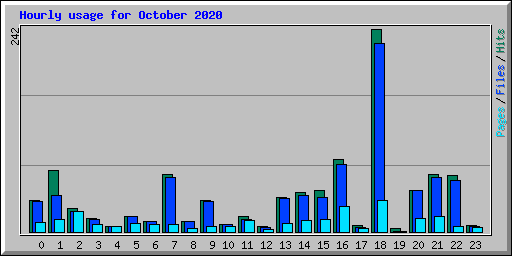 Hourly usage for October 2020
242
Pages / Files / Hits
0 1 2 3 4 5 6 7 8 9 10 11 12 13 14 15 16 17 18 19 20 21 22 23